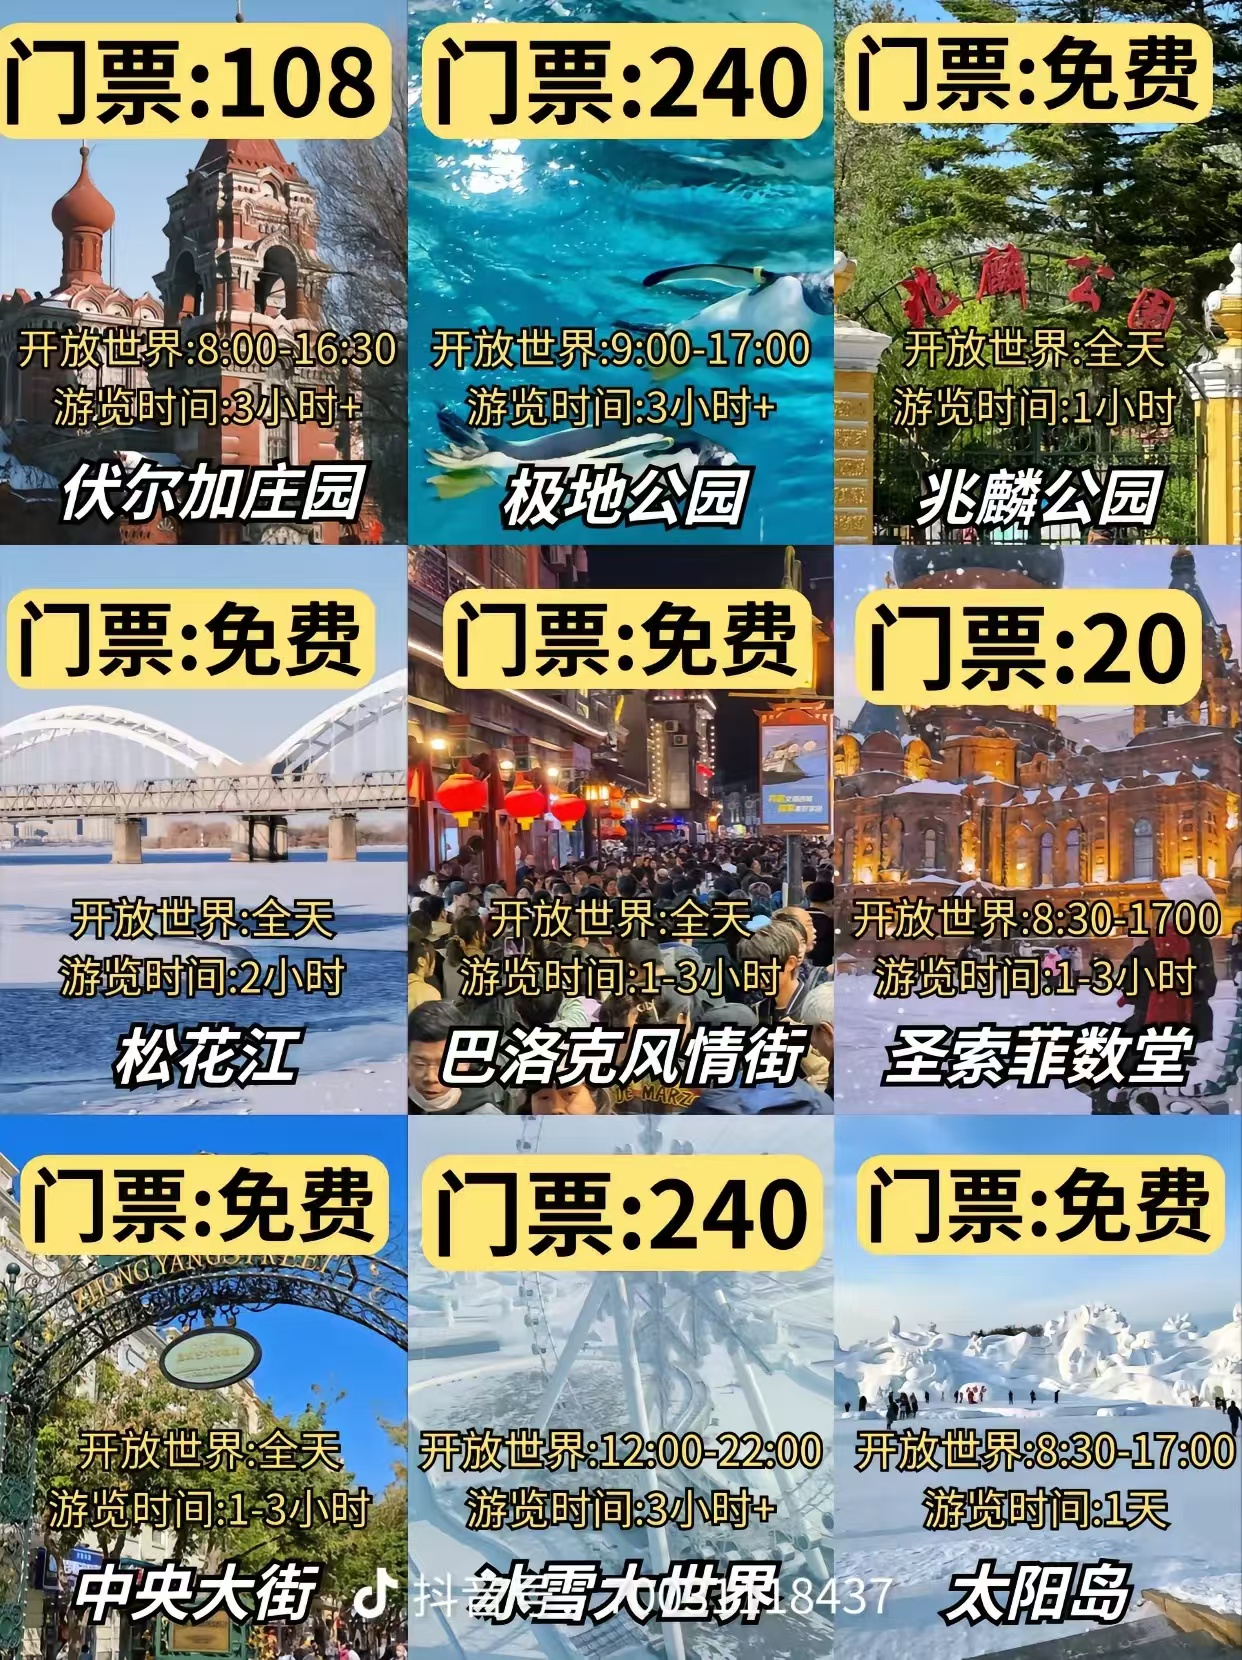 门票:108
开放世界:8:00-16:30
游览时间:3小时+
伏尔加庄园
门票:240
开放世界:9:00-17:00
游览时间:3小时+
极地公园
门票:免费
兆麟公园
开放世界:全天
游览时间:1小时
兆麟公园
门票:免费
开放世界:全天
游览时间:2小时
松花江
门票:免费
开放世界:全天
游览时间:1-3小时
巴洛克风情街
DE MARZ
门票:20
开放世界:8:30-1700
游览时间:1-3小时
圣索菲数堂
门票:免费
ZHONG YANG STREET
开放世界:全天
游览时间:1-3小时
中央大街
门票:240
开放世界:12:00-22:00
游览时间:3小时+
冰雪大世界
门票:免费
开放世界:8:30-17:00
游览时间:1天
太阳岛
抖音号